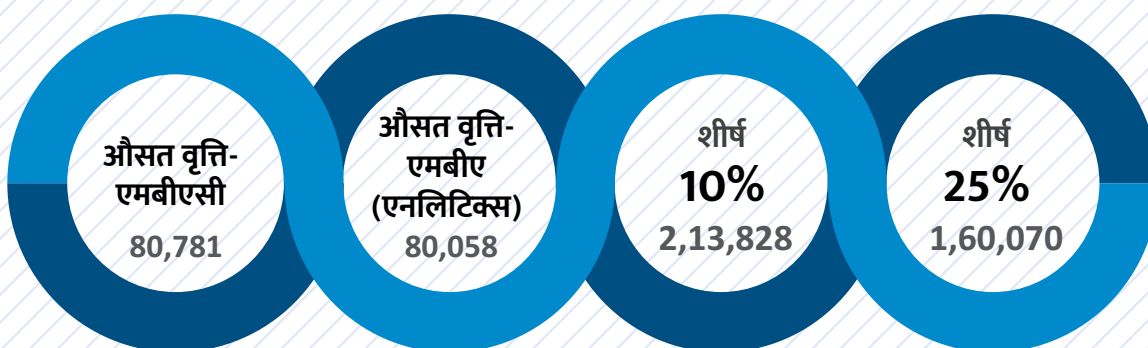 औसत वृत्ति-
एमबीएसी
80,781
औसत वृत्ति-
एमबीए
(एनलिटिक्स)
80,058
शीर्ष
10%
2,13,828
शीर्ष
25%
1,60,070